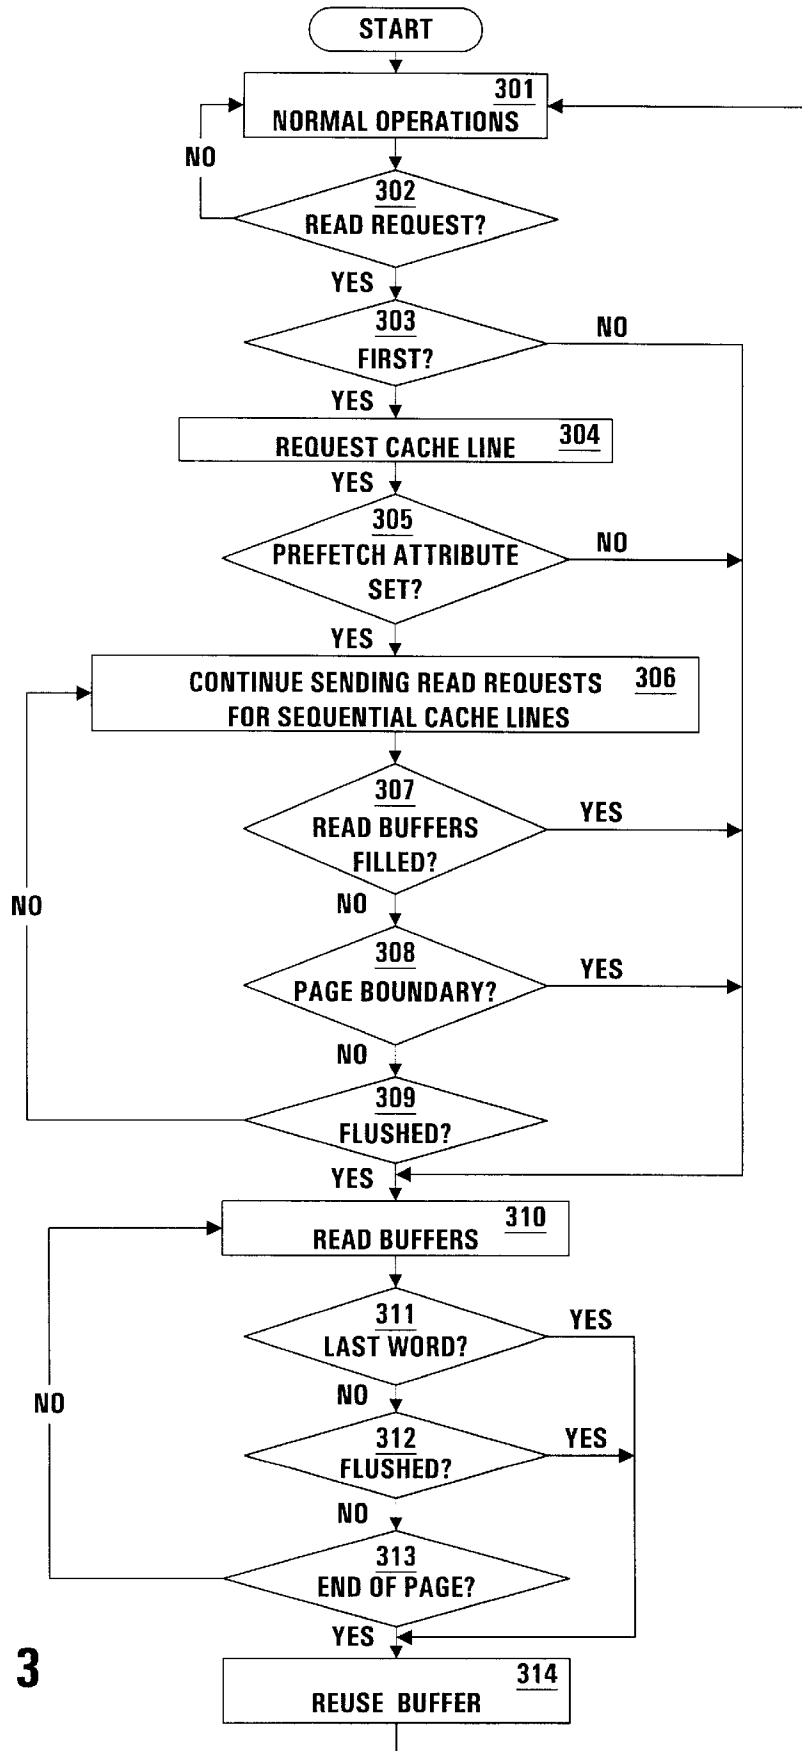 START
301
NORMAL OPERATIONS
NO
302
READ REQUEST?
YES
303
FIRST?
NO
YES
304
REQUEST CACHE LINE
YES
305
PREFETCH ATTRIBUTE
SET?
NO
YES
CONTINUE SENDING READ REQUESTS 306
FOR SEQUENTIAL CACHE LINES
307
READ BUFFERS
FILLED?
YES
NO
NO
308
PAGE BOUNDARY?
YES
NO
309
FLUSHED?
YES
310
READ BUFFERS
311
LAST WORD?
YES
NO
NO
312
FLUSHED?
YES
NO
313
END OF PAGE?
YES
3
314
REUSE BUFFER